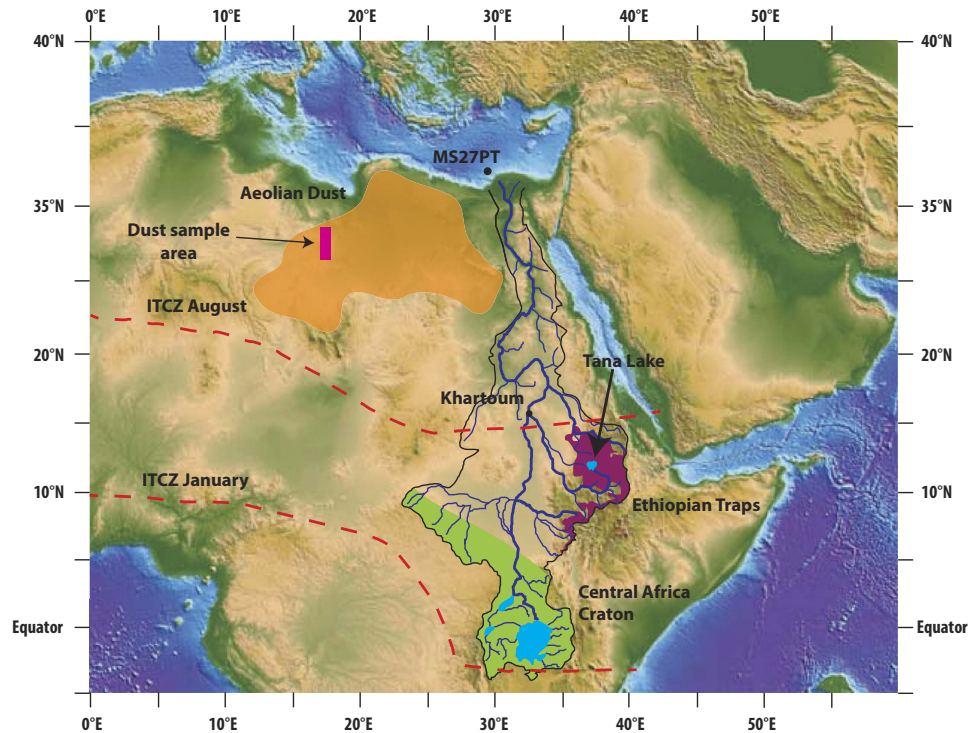 0°E
10°E
20°E
30°E
40°E
50°E
40°N
40°N
MS27PT
Aeolian Dust
35°N
35°N
Dust sample
area
ITCZ August
20°N
20°N
Tana Lake
Khartoum
ITCZ January
10°N
10°N
Ethiopian Traps
Central Africa
Craton
Equator
Equator
0°E
10°E
20°E
30°E
40°E
50°E